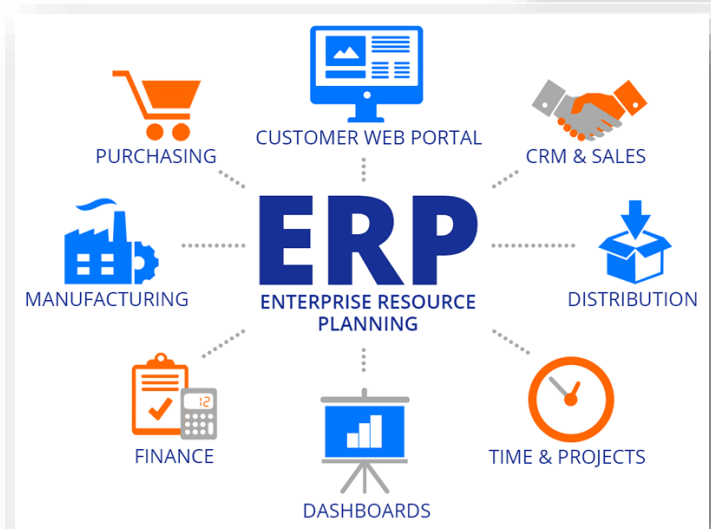 CUSTOMER WEB PORTAL
PURCHASING
CRM & SALES
ERP
ENTERPRISE RESOURCE
PLANNING
MANUFACTURING
DISTRIBUTION
12
FINANCE
TIME & PROJECTS
DASHBOARDS